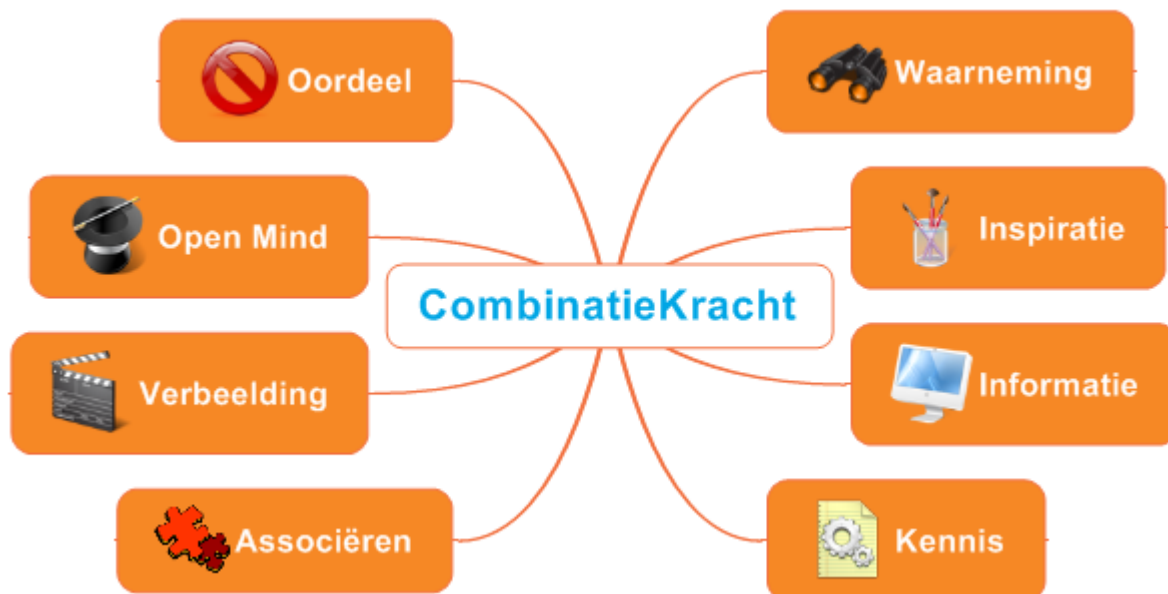 Oordeel
Open Mind
Verbeelding
Associëren
CombinatieKracht
Waarneming
Inspiratie
Informatie
Kennis